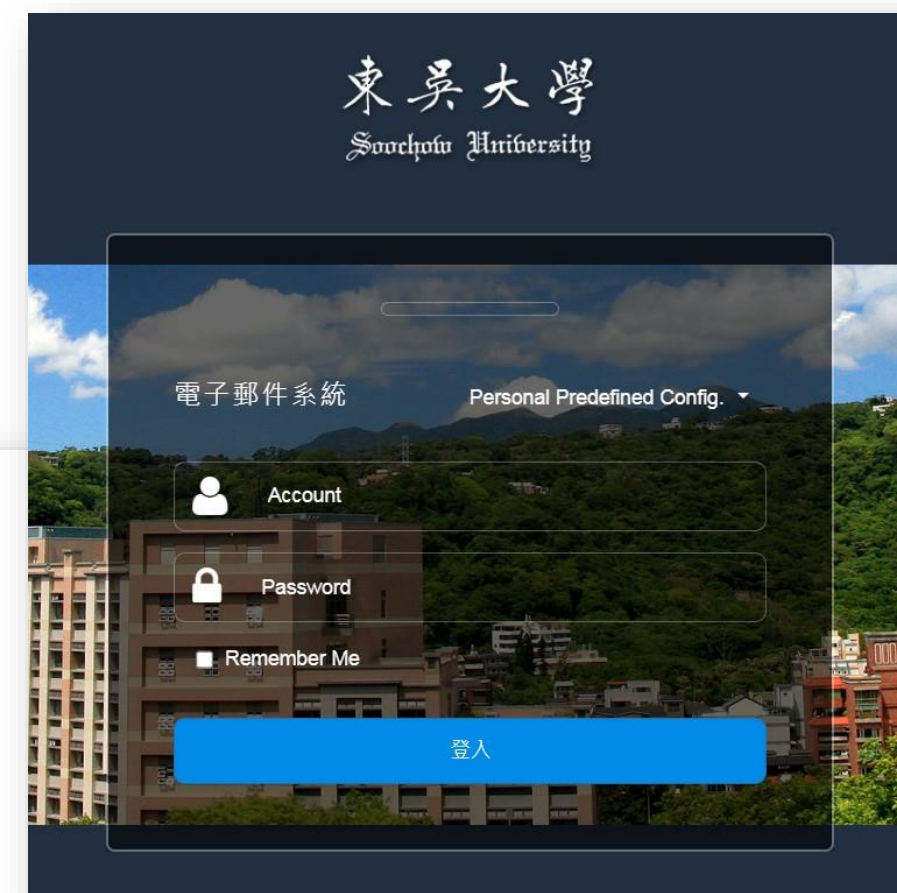 東吳大學
Soochow University
電子郵件系統
Personal Predefined Config.
Account
Password
Remember Me
登入